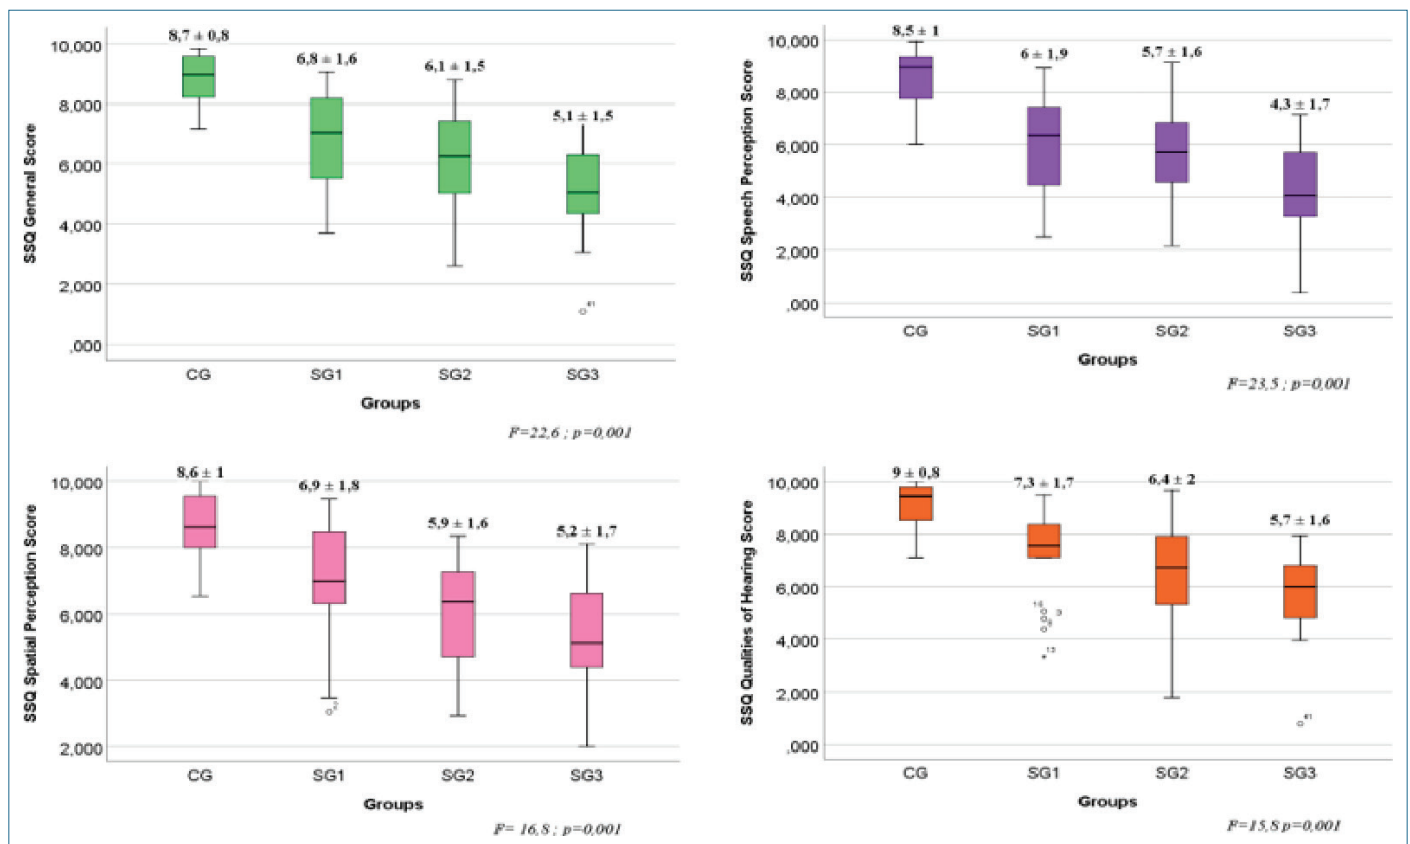 SSQ General Score
10,000
8,000
6,000
4,000
2,000
,000
8,7 ± 0,8
6,8 ± 1,6
6,1 ± 1,5
5,1 ± 1,5
41
CG SG1 SG2 SG3
Groups
F=22,6 ; p=0,001
SSQ Speech Perception Score
10,000
8,000
6,000
4,000
2,000
,000
8,5 ± 1
6 ± 1,9
5,7 ± 1,6
4,3 ± 1,7
CG SG1 SG2 SG3
Groups
F=23,5 ; p=0,001
SSQ Spatial Perception Score
10,000
8,000
6,000
4,000
2,000
8,6 ± 1
6,9 ± 1,8
5,9 ± 1,6
5,2 ± 1,7
2
CG SG1 SG2 SG3
Groups
F= 16,8 ; p=0,001
SSQ Qualities of Hearing Score
10,000
8,000
6,000
4,000
2,000
,000
9 ± 0,8
7,3 ± 1,7
6,4 ± 2
5,7 ± 1,6
13
41
CG SG1 SG2 SG3
Groups
F=15,8 p=0,001